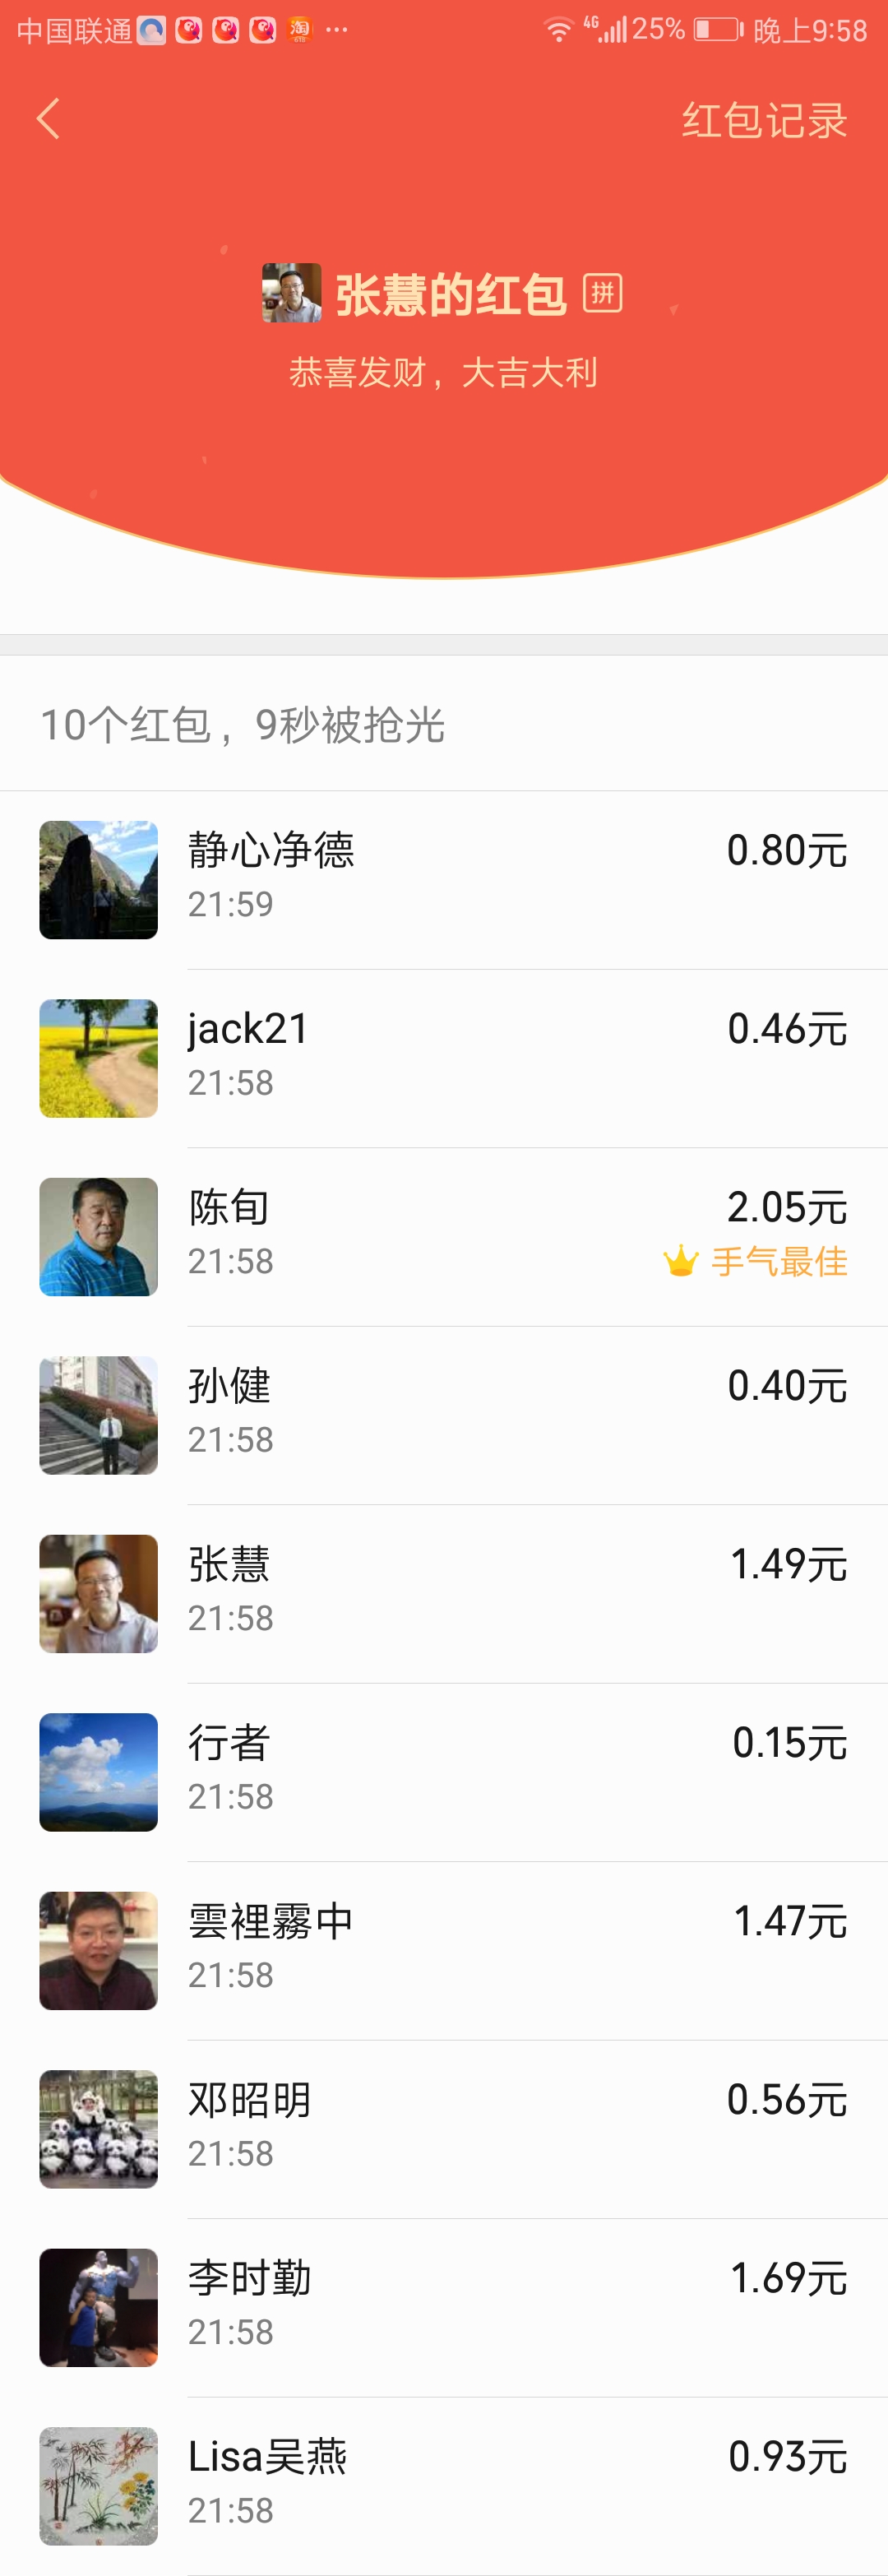 中国联通 淘 ··· 4G 25% 晚上9:58
红包记录
张慧的红包 拼
恭喜发财，大吉大利
10个红包，9秒被抢光
静心净德 0.80元
21:59
jack21 0.46元
21:58
陈旬 2.05元
21:58 手气最佳
孙健 0.40元
21:58
张慧 1.49元
21:58
行者 0.15元
21:58
雲裡霧中 1.47元
21:58
邓昭明 0.56元
21:58
李时勤 1.69元
21:58
Lisa吴燕 0.93元
21:58